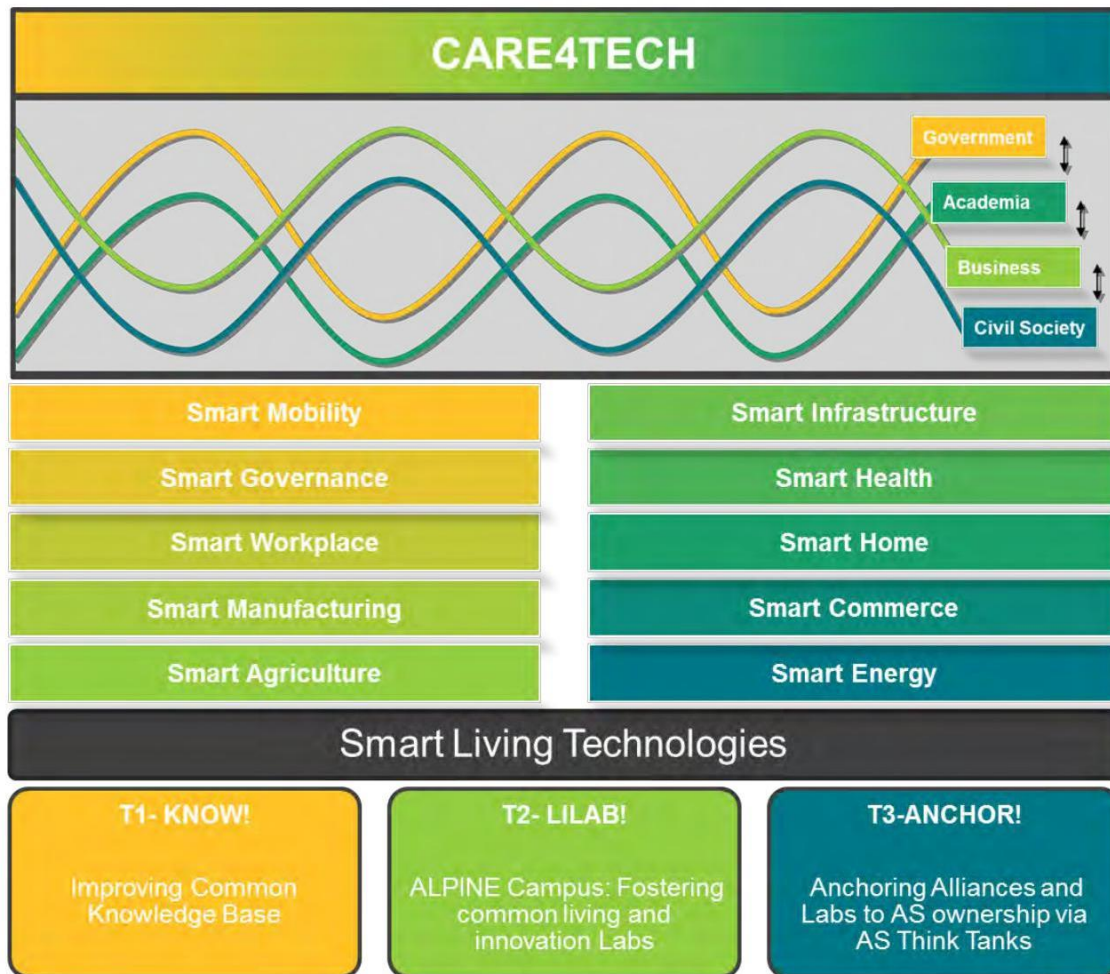 CARE4TECH
Government
Academia
Business
Civil Society
Smart Mobility
Smart Infrastructure
Smart Governance
Smart Health
Smart Workplace
Smart Home
Smart Manufacturing
Smart Commerce
Smart Agriculture
Smart Energy
Smart Living Technologies
T1- KNOW!
Improving Common
Knowledge Base
T2- LILAB!
ALPINE Campus: Fostering
common living and
innovation Labs
T3-ANCHOR!
Anchoring Alliances and
Labs to AS ownership via
AS Think Tanks